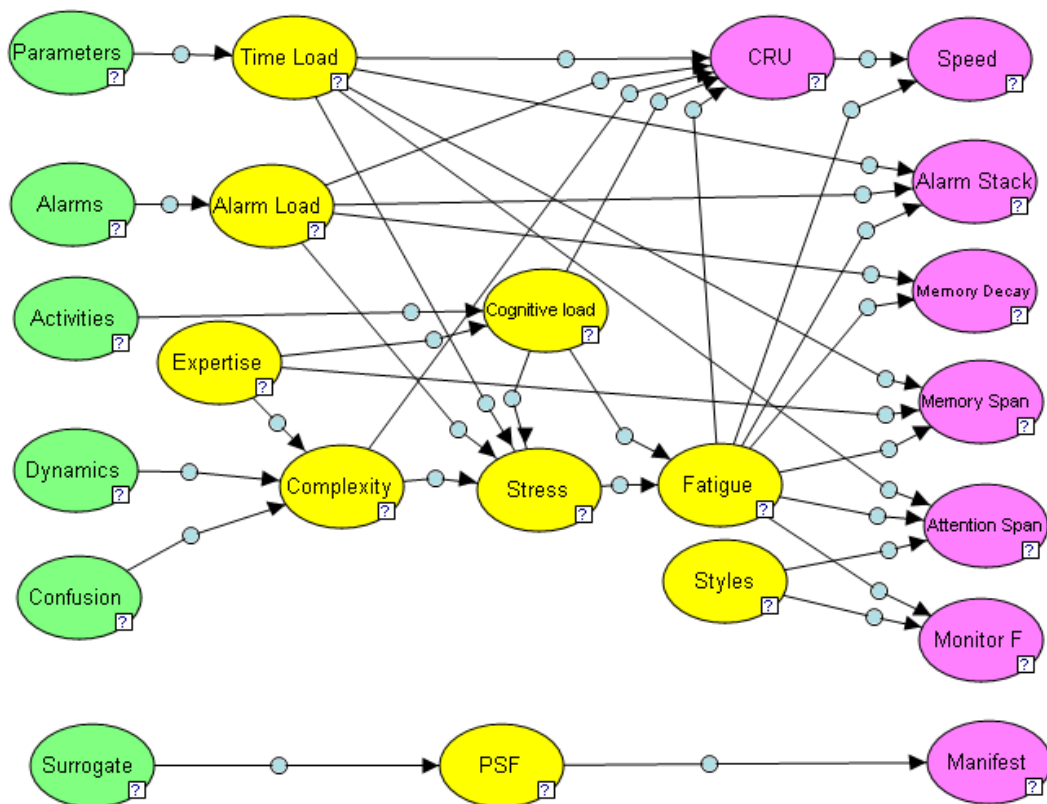 Parameters
?
Time Load
?
CRU
?
Speed
?
Alarms
?
Alarm Load
?
Alarm Stack
?
Activities
?
Cognitive load
?
Memory Decay
?
Expertise
?
Memory Span
?
Dynamics
?
Complexity
?
Stress
?
Fatigue
?
Attention Span
?
Confusion
?
Styles
?
Monitor F
?
Surrogate
?
PSF
?
Manifest
?